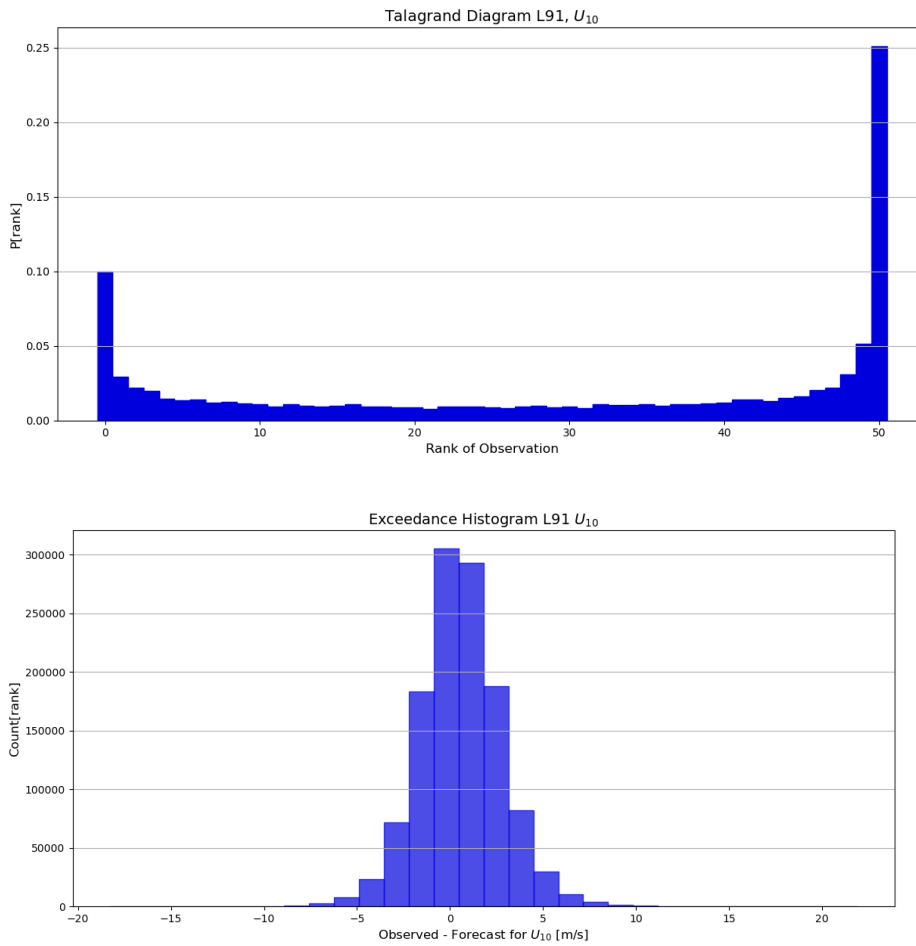 Talagrand Diagram L91, U₁₀
0.25
0.20
0.15
0.10
0.05
0.00
P[rank]
0 10 20 30 40 50
Rank of Observation
Exceedance Histogram L91 U₁₀
300000
250000
200000
150000
100000
50000
0
Count[rank]
−20 −15 −10 −5 0 5 10 15 20
Observed - Forecast for U₁₀ [m/s]